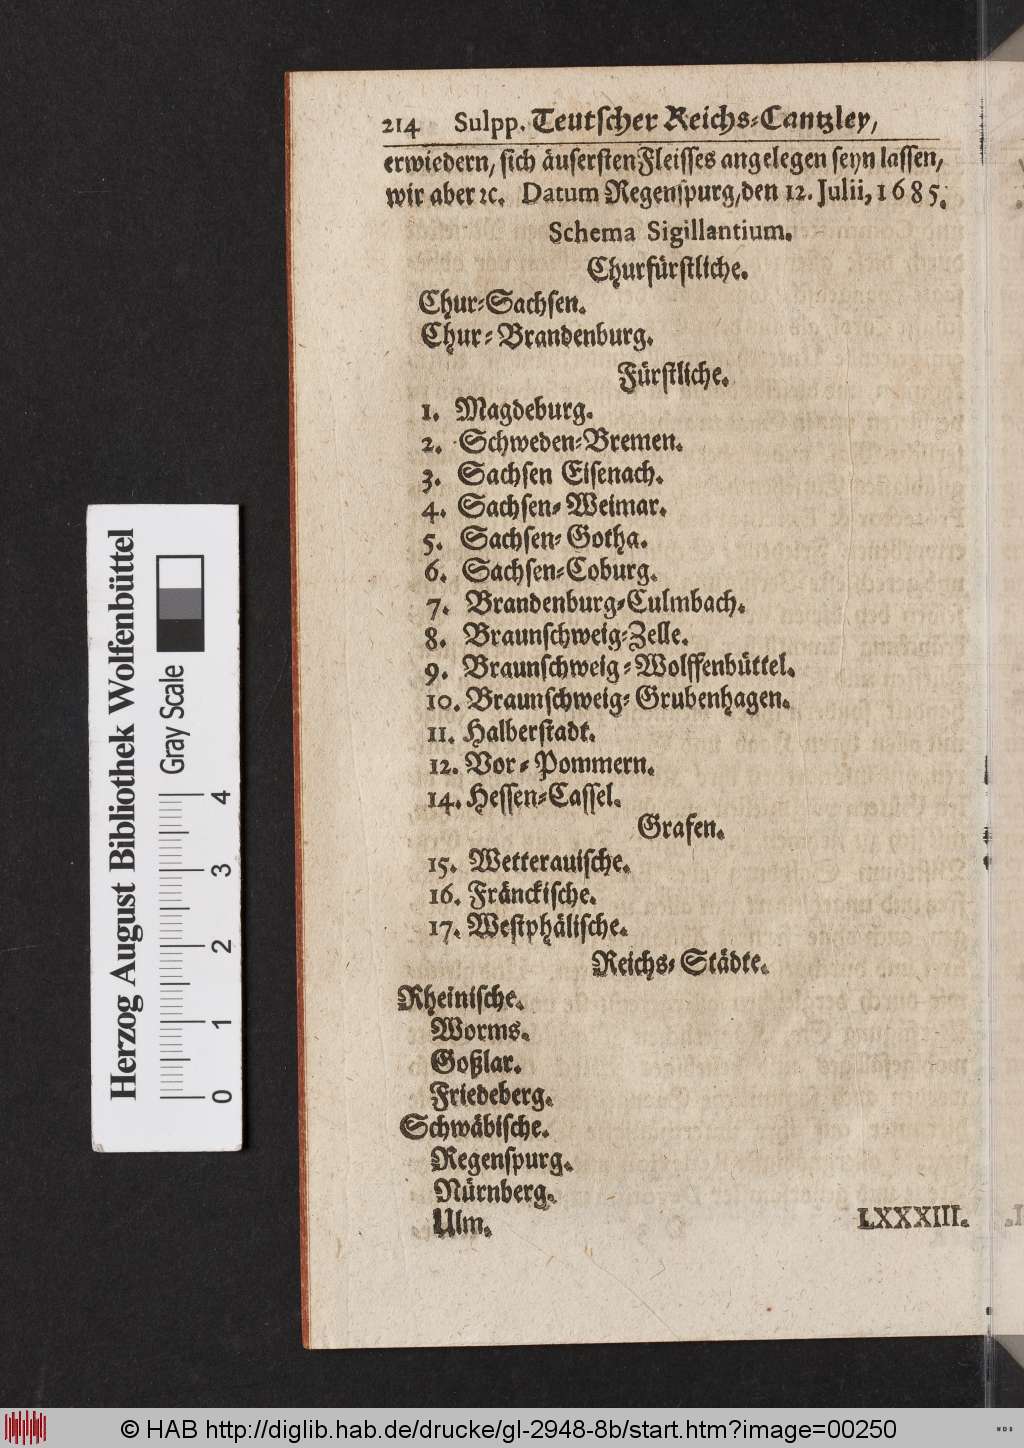 214 Sulpp. Teutſcher Reichs-Cantzley,
erwiedern, ſich äuſerſten Fleiſſes angelegen ſeyn laſſen,
wir aber ꝛc. Datum Regenſpurg, den 12. Julii, 1685.
Schema Sigillantium.
Churfürſtliche.
Chur-Sachſen.
Chur-Brandenburg.
Fürſtliche.
1. Magdeburg.
2. Schweden-Bremen.
3. Sachſen Eiſenach.
4. Sachſen-Weimar.
5. Sachſen-Gotha.
6. Sachſen-Coburg.
7. Brandenburg-Culmbach.
8. Braunſchweig-Zelle.
9. Braunſchweig-Wolffenbüttel.
10. Braunſchweig-Grubenhagen.
11. Halberſtadt.
12. Vor-Pommern.
14. Heſſen-Caſſel.
Grafen.
15. Wetterauiſche.
16. Fränckiſche.
17. Weſtphäliſche.
Reichs-Städte.
Rheiniſche.
Worms.
Goßlar.
Friedeberg.
Schwäbiſche.
Regenſpurg.
Nürnberg.
Ulm.
LXXXIII.
Herzog August Bibliothek Wolfenbüttel
Gray Scale
0 1 2 3 4
© HAB http://diglib.hab.de/drucke/gl-2948-8b/start.htm?image=00250